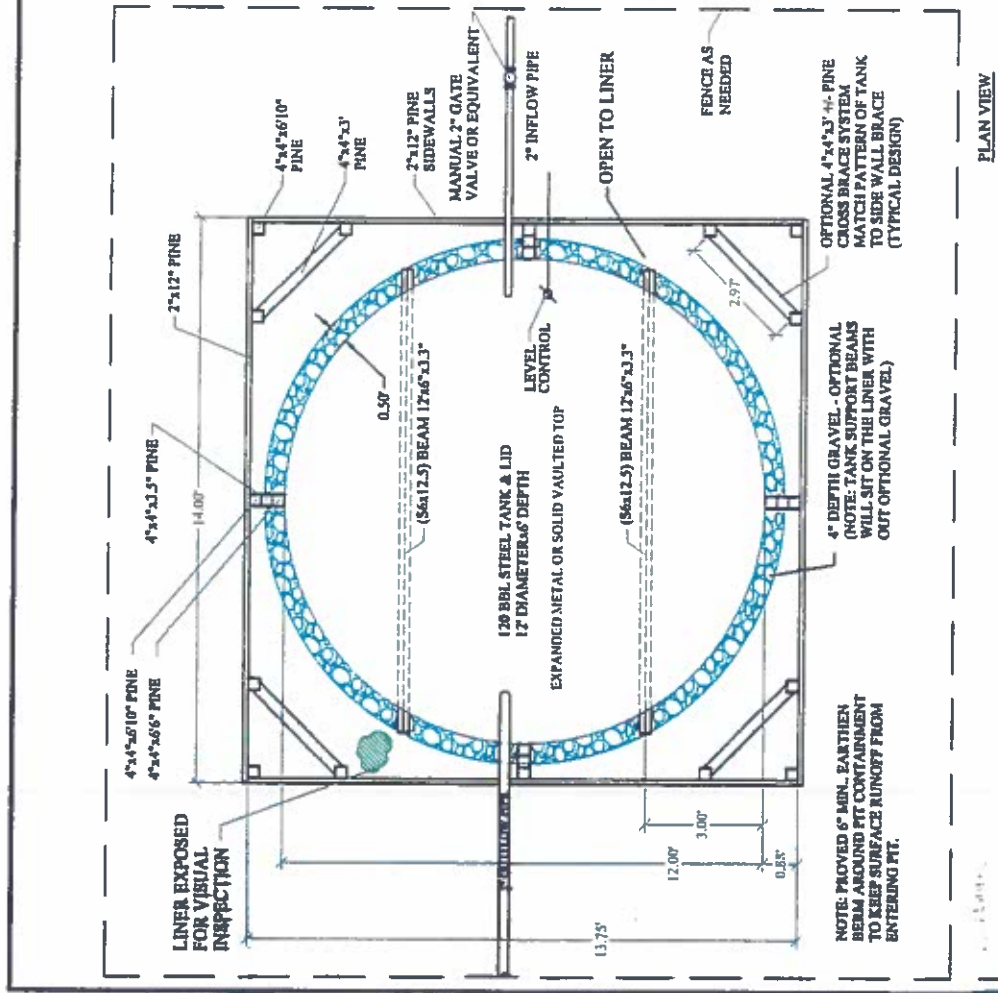 4"x4"x6'10" PINE
4"x4"x6'6" PINE
4"x4"x3.5" PINE
2"x12" PINE
4"x4"x6'10"
PINE
4"x4"x3'
PINE
2"x12" PINE
SIDEWALLS
MANUAL 2" GATE
VALVE OR EQUIVALENT
2" INFLOW PIPE
OPEN TO LINER
FENCE AS
NEEDED
LINER EXPOSED
FOR VISUAL
INSPECTION
14.00'
0.50'
(S6x12.5) BEAM 12'x6"x3.3"
LEVEL
CONTROL
120 BBL STEEL TANK & LID
12' DIAMETERx6' DEPTH
EXPANDED METAL OR SOLID VAULTED TOP
(S6x12.5) BEAM 12'x6"x3.3"
2.97'
13.75'
12.00'
3.00'
0.88'
NOTE: PROVED 6" MIN., EARTHEN
BERM AROUND PIT CONTAINMENT
TO KEEP SURFACE RUNOFF FROM
ENTERING PIT.
4" DEPTH GRAVEL - OPTIONAL
(NOTE: TANK SUPPORT BEAMS
WILL SIT ON THE LINER WITH
OUT OPTIONAL GRAVEL)
OPTIONAL 4"x4"x3' +/- PINE
CROSS BRACE SYSTEM
MATCH PATTERN OF TANK
TO SIDE WALL BRACE
(TYPICAL DESIGN)
PLAN VIEW